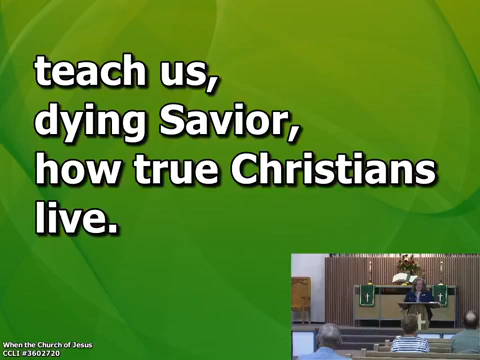 teach us,
dying Savior,
how true Christians
live.
When the Church of Jesus
CCLI #3602720